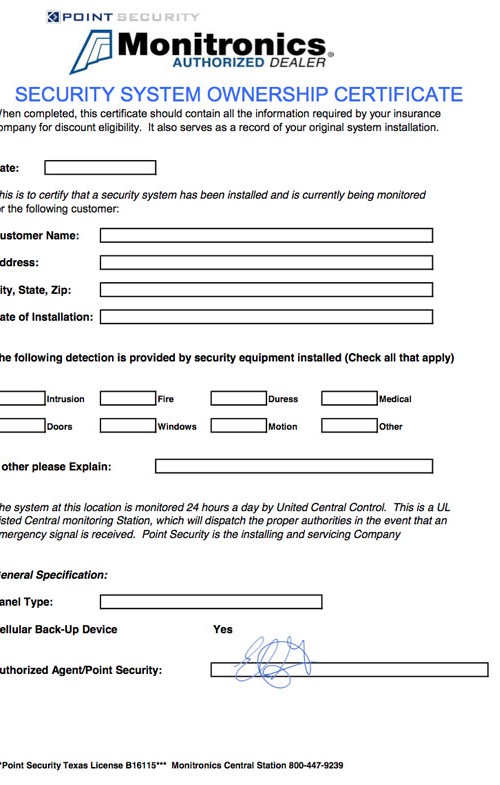 POINT SECURITY
Monitronics®
AUTHORIZED DEALER
SECURITY SYSTEM OWNERSHIP CERTIFICATE
hen completed, this certificate should contain all the information required by your insurance
ompany for discount eligibility. It also serves as a record of your original system installation.
ate:
his is to certify that a security system has been installed and is currently being monitored
r the following customer:
ustomer Name:
ddress:
ity, State, Zip:
ate of Installation:
he following detection is provided by security equipment installed (Check all that apply)
Intrusion Fire Duress Medical
Doors Windows Motion Other
other please Explain:
he system at this location is monitored 24 hours a day by United Central Control. This is a UL
isted Central monitoring Station, which will dispatch the proper authorities in the event that an
mergency signal is received. Point Security is the installing and servicing Company
eneral Specification:
anel Type:
ellular Back-Up Device Yes
uthorized Agent/Point Security:
*Point Security Texas License B16115*** Monitronics Central Station 800-447-9239